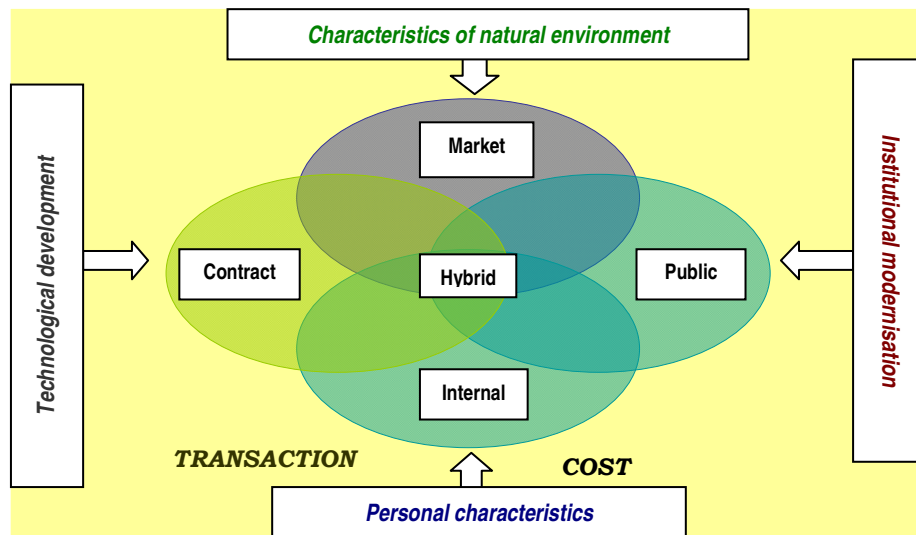 Characteristics of natural environment
Technological development
Institutional modernisation
Market
Contract
Hybrid
Public
Internal
TRANSACTION
COST
Personal characteristics